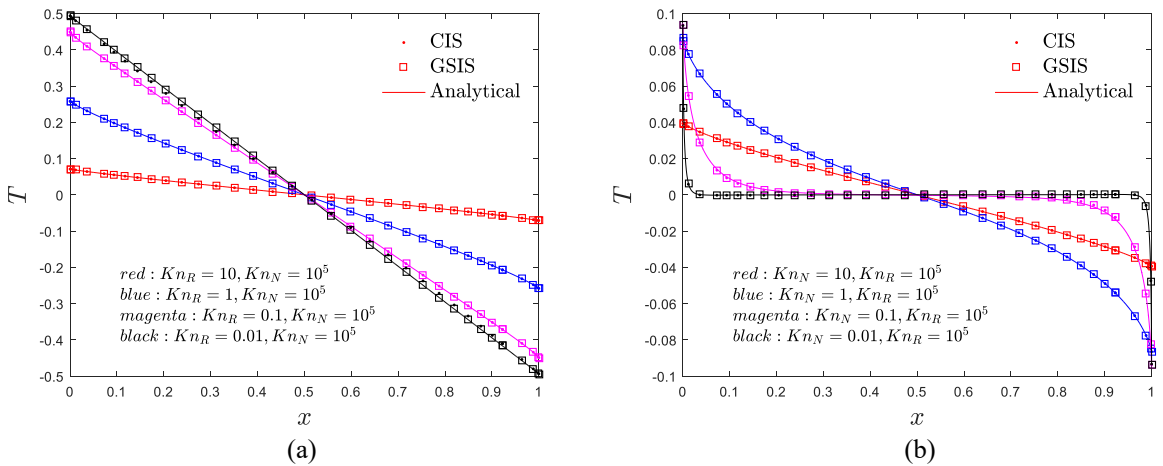 0.5
0.4
0.3
0.2
0.1
0
-0.1
-0.2
-0.3
-0.4
-0.5
T
CIS
GSIS
Analytical
red : Kn_R = 10, Kn_N = 10^5
blue : Kn_R = 1, Kn_N = 10^5
magenta : Kn_R = 0.1, Kn_N = 10^5
black : Kn_R = 0.01, Kn_N = 10^5
0 0.1 0.2 0.3 0.4 0.5 0.6 0.7 0.8 0.9 1
x
(a)
0.1
0.08
0.06
0.04
0.02
0
-0.02
-0.04
-0.06
-0.08
-0.1
T
CIS
GSIS
Analytical
red : Kn_N = 10, Kn_R = 10^5
blue : Kn_N = 1, Kn_R = 10^5
magenta : Kn_N = 0.1, Kn_R = 10^5
black : Kn_N = 0.01, Kn_R = 10^5
0 0.1 0.2 0.3 0.4 0.5 0.6 0.7 0.8 0.9 1
x
(b)